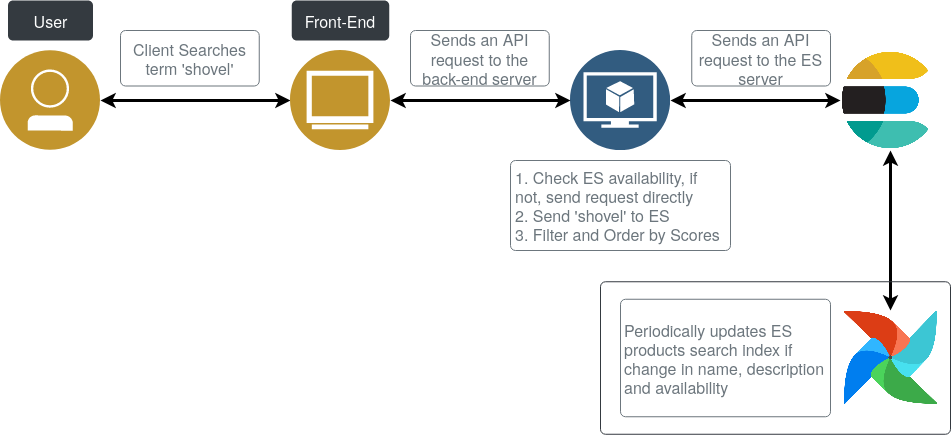 User
Front-End
Client Searches
term 'shovel'
Sends an API
request to the
back-end server
Sends an API
request to the ES
server
1. Check ES availability, if
not, send request directly
2. Send 'shovel' to ES
3. Filter and Order by Scores
Periodically updates ES
products search index if
change in name, description
and availability